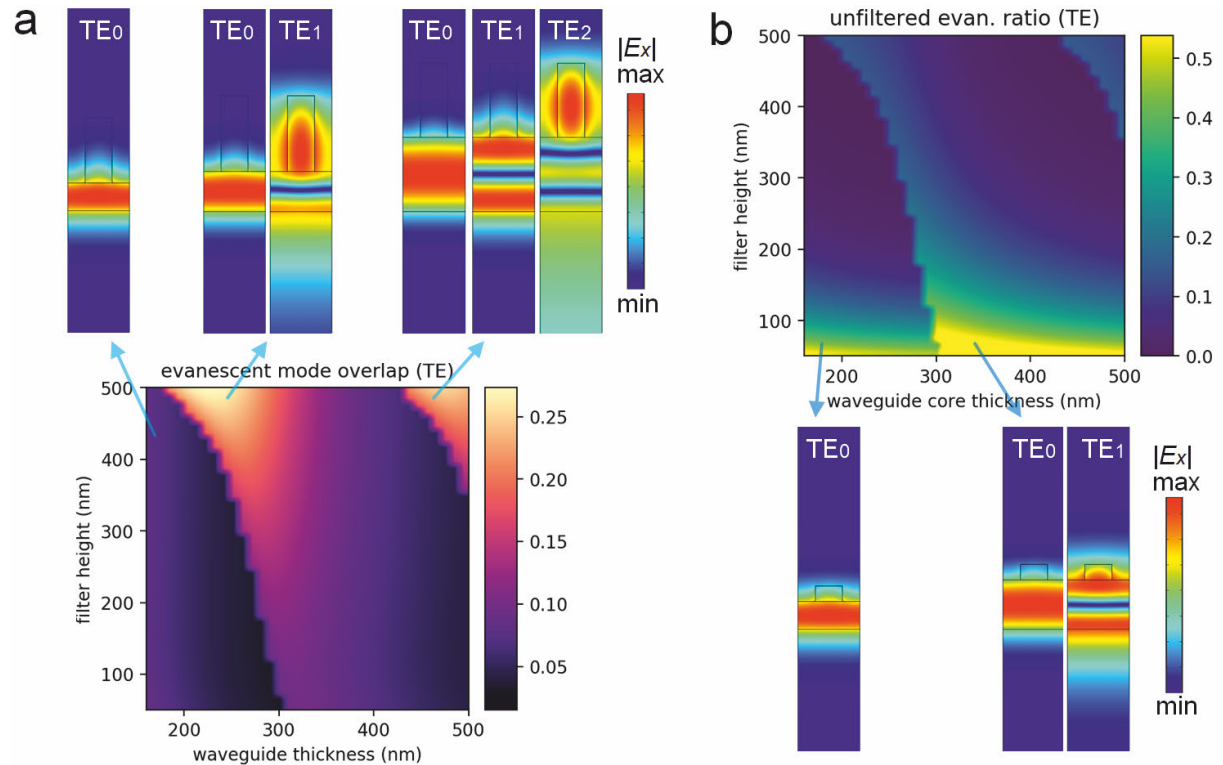 a
TE0
TE0
TE1
TE0
TE1
TE2
|Ex|
max
min
evanescent mode overlap (TE)
500
400
300
200
100
filter height (nm)
200
300
400
500
waveguide thickness (nm)
0.25
0.20
0.15
0.10
0.05
b
unfiltered evan. ratio (TE)
500
400
300
200
100
filter height (nm)
200
300
400
500
waveguide core thickness (nm)
0.5
0.4
0.3
0.2
0.1
0.0
TE0
TE0
TE1
|Ex|
max
min